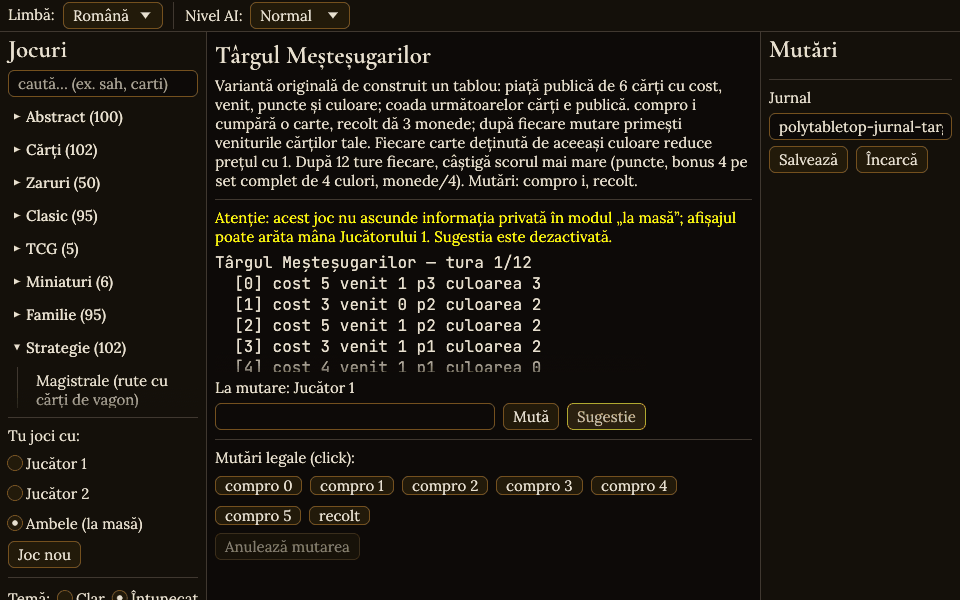 Limbă: Română Nivel AI: Normal
Jocuri
caută... (ex. sah, carti)
Abstract (100)
Cărți (102)
Zaruri (50)
Clasic (95)
TCG (5)
Miniaturi (6)
Familie (95)
Strategie (102)
Magistrale (rute cu
cărți de vagon)
Tu joci cu:
Jucător 1
Jucător 2
Ambele (la masă)
Joc nou
Temă: Clar Întunecat
Târgul Meșteșugarilor
Variantă originală de construit un tablou: piață publică de 6 cărți cu cost,
venit, puncte și culoare; coada următoarelor cărți e publică. compro i
cumpără o carte, recolt dă 3 monede; după fiecare mutare primești
veniturile cărților tale. Fiecare carte deținută de aceeași culoare reduce
prețul cu 1. După 12 ture fiecare, câștigă scorul mai mare (puncte, bonus 4 pe
set complet de 4 culori, monede/4). Mutări: compro i, recolt.
Atenție: acest joc nu ascunde informația privată în modul „la masă”; afișajul
poate arăta mâna Jucătorului 1. Sugestia este dezactivată.
Târgul Meșteșugarilor — tura 1/12
[0] cost 5 venit 1 p3 culoarea 3
[1] cost 3 venit 0 p2 culoarea 2
[2] cost 5 venit 1 p2 culoarea 2
[3] cost 3 venit 1 p1 culoarea 2
[4] cost 4 venit 1 p1 culoarea 0
La mutare: Jucător 1
Mută Sugestie
Mutări legale (click):
compro 0 compro 1 compro 2 compro 3 compro 4
compro 5 recolt
Anulează mutarea
Mutări
Jurnal
polytabletop-jurnal-targ
Salvează Încarcă